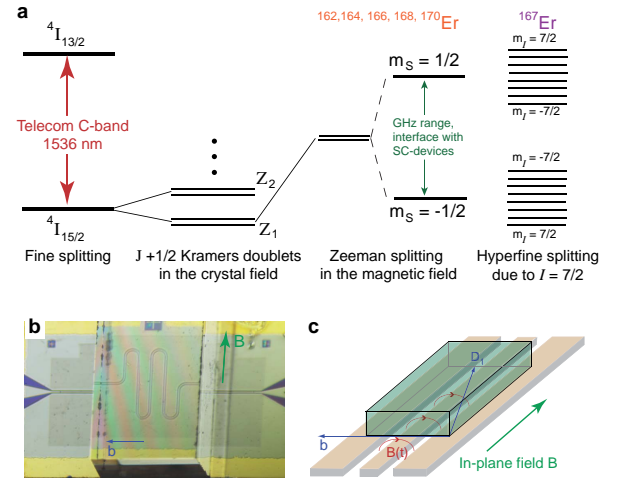 a
162,164, 166, 168, 170Er
167Er
4I13/2
mS = 1/2
mI = 7/2
mI = -7/2
Telecom C-band
1536 nm
GHz range,
interface with
SC-devices
Z2
Z1
4I15/2
mS = -1/2
mI = -7/2
mI = 7/2
Fine splitting
J +1/2 Kramers doublets
in the crystal field
Zeeman splitting
in the magnetic field
Hyperfine splitting
due to I = 7/2
b
B
b
c
D1
b
B(t)
In-plane field B